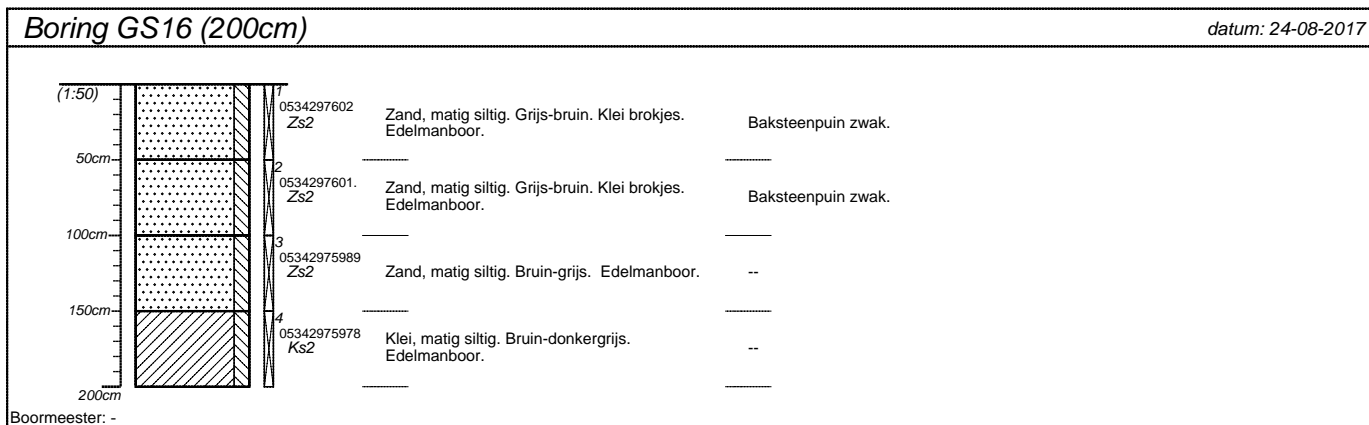 Boring GS16 (200cm)
datum: 24-08-2017
(1:50)
1
0534297602
Zs2
Zand, matig siltig. Grijs-bruin. Klei brokjes.
Edelmanboor.
Baksteenpuin zwak.
50cm
2
0534297601.
Zs2
Zand, matig siltig. Grijs-bruin. Klei brokjes.
Edelmanboor.
Baksteenpuin zwak.
100cm
3
05342975989
Zs2
Zand, matig siltig. Bruin-grijs.  Edelmanboor.
--
150cm
4
05342975978
Ks2
Klei, matig siltig. Bruin-donkergrijs.
Edelmanboor.
--
200cm
Boormeester: -